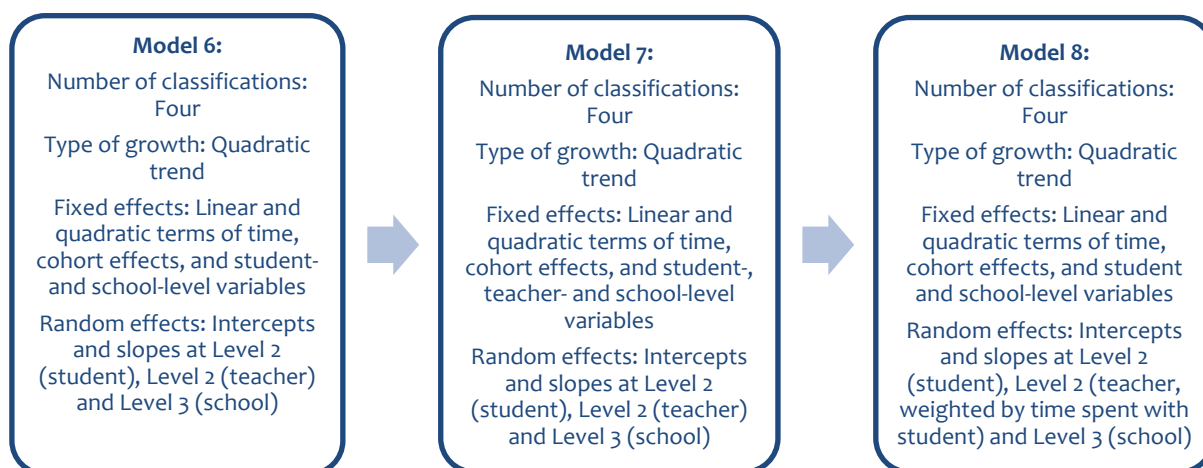 Model 6:
Number of classifications:
Four
Type of growth: Quadratic
trend
Fixed effects: Linear and
quadratic terms of time,
cohort effects, and student-
and school-level variables
Random effects: Intercepts
and slopes at Level 2
(student), Level 2 (teacher)
and Level 3 (school)
Model 7:
Number of classifications:
Four
Type of growth: Quadratic
trend
Fixed effects: Linear and
quadratic terms of time,
cohort effects, and student-,
teacher- and school-level
variables
Random effects: Intercepts
and slopes at Level 2
(student), Level 2 (teacher)
and Level 3 (school)
Model 8:
Number of classifications:
Four
Type of growth: Quadratic
trend
Fixed effects: Linear and
quadratic terms of time,
cohort effects, and student
and school-level variables
Random effects: Intercepts
and slopes at Level 2
(student), Level 2 (teacher,
weighted by time spent with
student) and Level 3 (school)